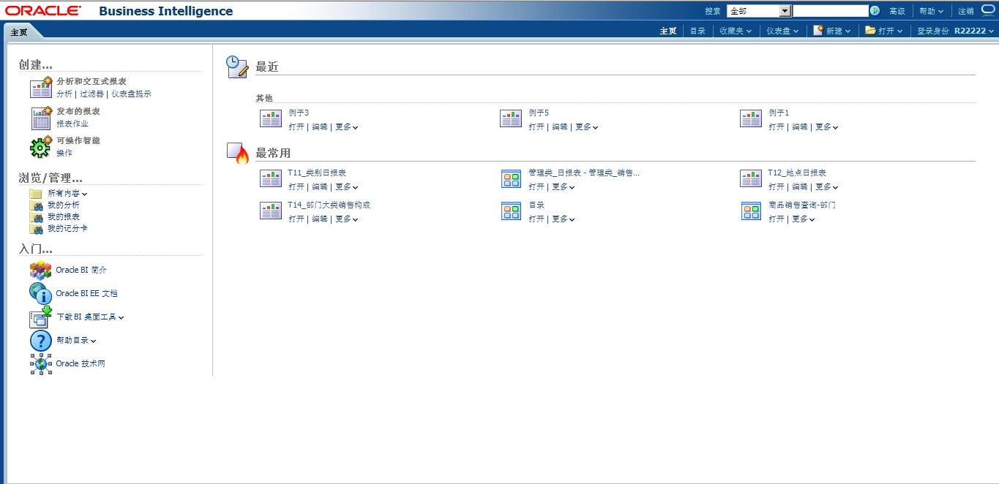 ORACLE Business Intelligence 搜索 全部 高级 帮助 注销
主页 主页 目录 收藏夹 仪表盘 新建 打开 登录身份 R22222
创建...
分析和交互式报表
分析 | 过滤器 | 仪表盘提示
发布的报表
报表作业
可操作智能
操作
浏览/管理...
所有内容
我的分析
我的报表
我的记分卡
入门...
Oracle BI 简介
Oracle BI EE 文档
下载 BI 桌面工具
帮助目录
Oracle 技术网
最近
其他
例子3 例子5 例子1
打开 | 编辑 | 更多 打开 | 编辑 | 更多 打开 | 编辑 | 更多
最常用
T11_类别日报表 管理类_日报表 - 管理类_销售... T12_地点日报表
打开 | 编辑 | 更多 打开 | 更多 打开 | 编辑 | 更多
T14_部门大类销售构成 目录 商品销售查询-部门
打开 | 编辑 | 更多 打开 | 更多 打开 | 更多